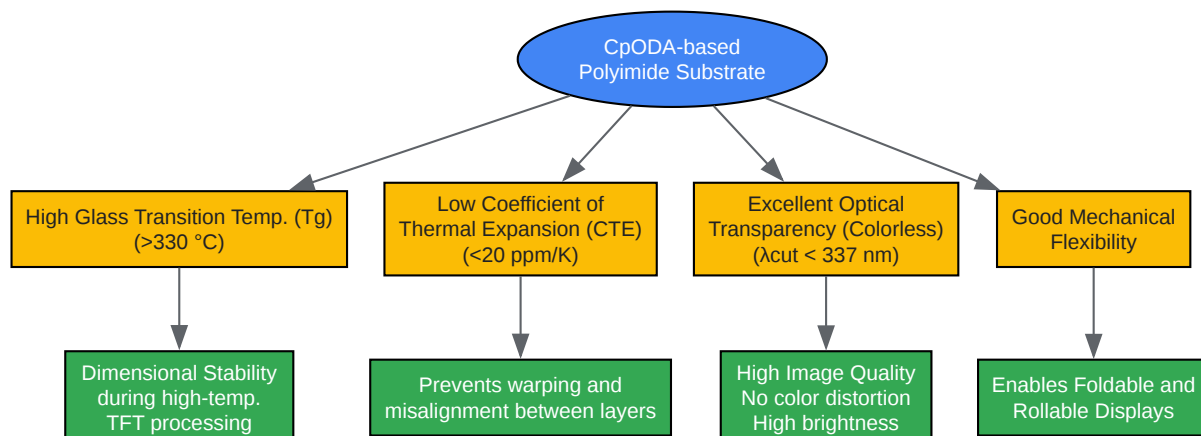 CpODA-based
Polyimide Substrate
High Glass Transition Temp. (Tg)
(>330 °C)
Low Coefficient of
Thermal Expansion (CTE)
(<20 ppm/K)
Excellent Optical
Transparency (Colorless)
(λcut < 337 nm)
Good Mechanical
Flexibility
Dimensional Stability
during high-temp.
TFT processing
Prevents warping and
misalignment between layers
High Image Quality
No color distortion
High brightness
Enables Foldable and
Rollable Displays